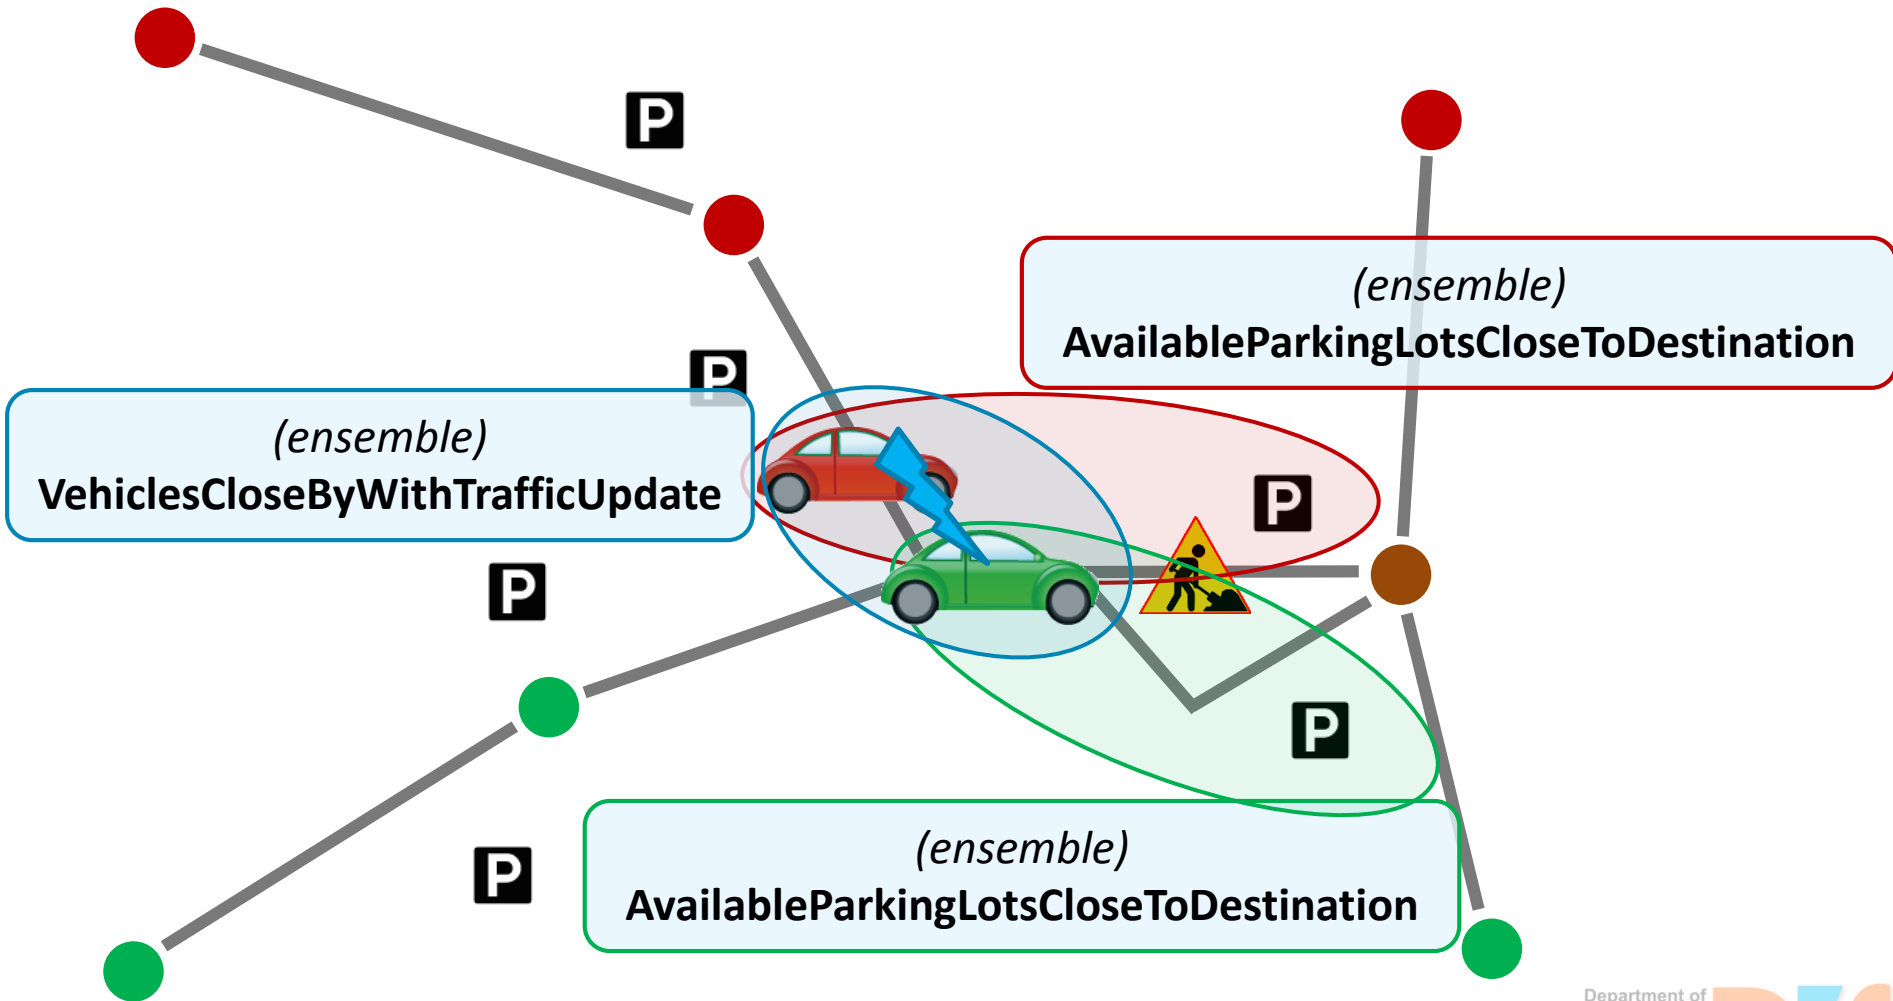 P
(ensemble)
AvailableParkingLotsCloseToDestination
P
(ensemble)
VehiclesCloseByWithTrafficUpdate
P
P
P
(ensemble)
AvailableParkingLotsCloseToDestination
P
Department of